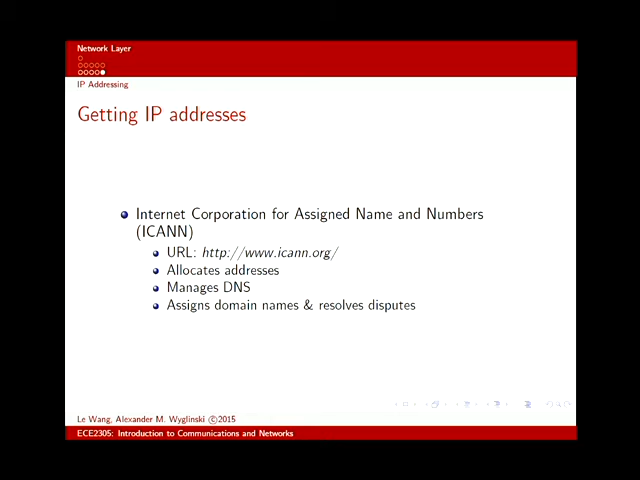 Network Layer
IP Addressing
Getting IP addresses
Internet Corporation for Assigned Name and Numbers
(ICANN)
URL: http://www.icann.org/
Allocates addresses
Manages DNS
Assigns domain names & resolves disputes
Le Wang, Alexander M. Wyglinski ©2015
ECE2305: Introduction to Communications and Networks